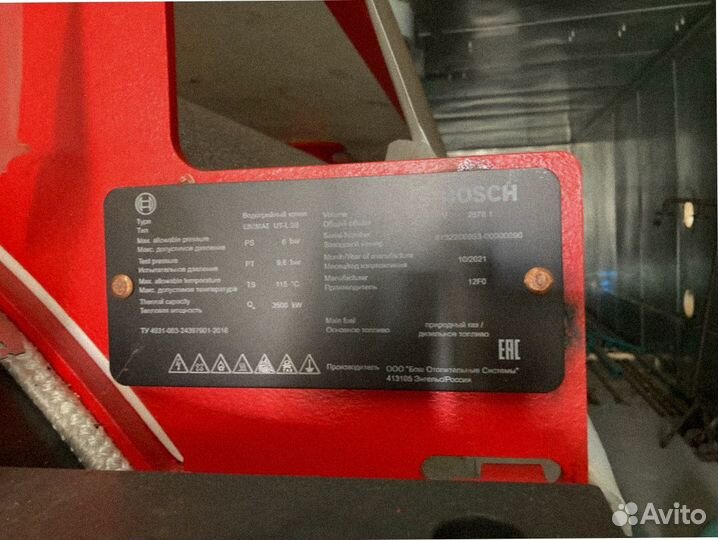 BOSCH
Type Водогрейный котел
Тип UNIMAT UT-L 28
Max. allowable pressure PS 6 bar
Макс. допустимое давление
Test pressure PT 9,6 bar
Испытательное давление
Max. allowable temperature TS 115 °C
Макс. допустимая температура
Thermal capacity Q 3500 kW
Тепловая мощность
ТУ 4931-003-24397901-2016
Volume V
Общий объем
Serial Number
Заводской номер
Month/Year of manufacture 10/2021
Месяц/год изготовления
Manufacturer 12F0
Производитель
Main fuel природный газ /
Основное топливо дизельное топливо
EAC
Производитель ООО "Бош Отопительные Системы"
413105 Энгельс/Россия
Avito